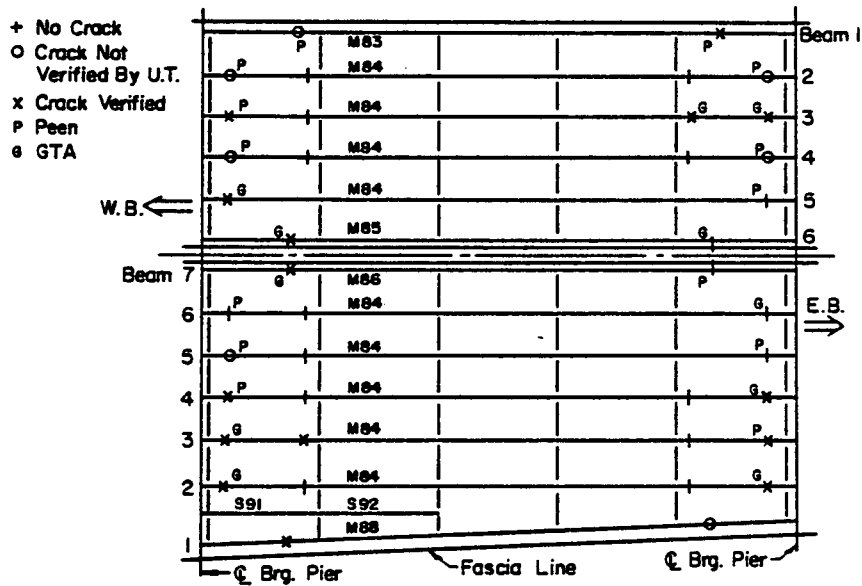 + No Crack
o Crack Not
Verified By U.T.
x Crack Verified
P Peen
G GTA
P M83 P Beam 1
P M84 P 2
P M84 G G 3
P M84 P 4
G M84 P 5
W.B.
G M85 G 6
Beam 7 G M86 P
P M84 G
6 E.B.
P M84 P
5
P M84 G
4
G M84 P
3
G M84 G
2
S91 S92
M88
1
℄ Brg. Pier Fascia Line ℄ Brg. Pier